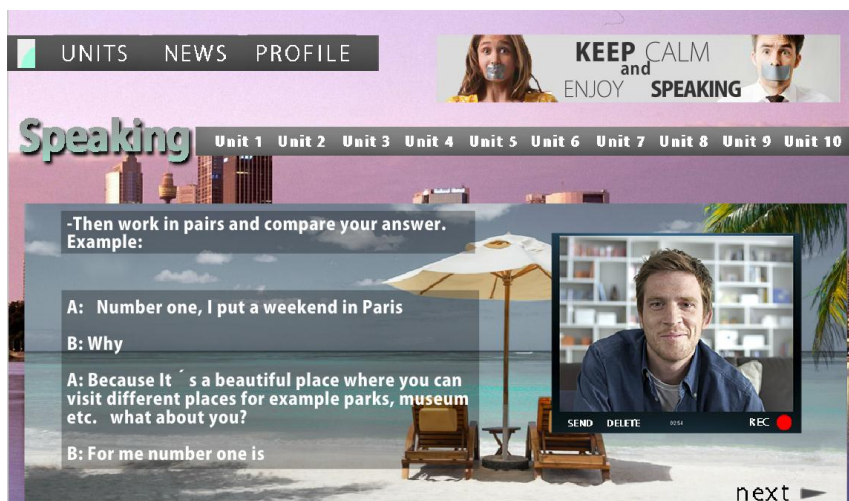 UNITS NEWS PROFILE
KEEP CALM
and
ENJOY SPEAKING
Speaking
Unit 1 Unit 2 Unit 3 Unit 4 Unit 5 Unit 6 Unit 7 Unit 8 Unit 9 Unit 10
-Then work in pairs and compare your answer.
Example:
A: Number one, I put a weekend in Paris
B: Why
A: Because It ´ s a beautiful place where you can
visit different places for example parks, museum
etc. what about you?
B: For me number one is
SEND DELETE REC
next